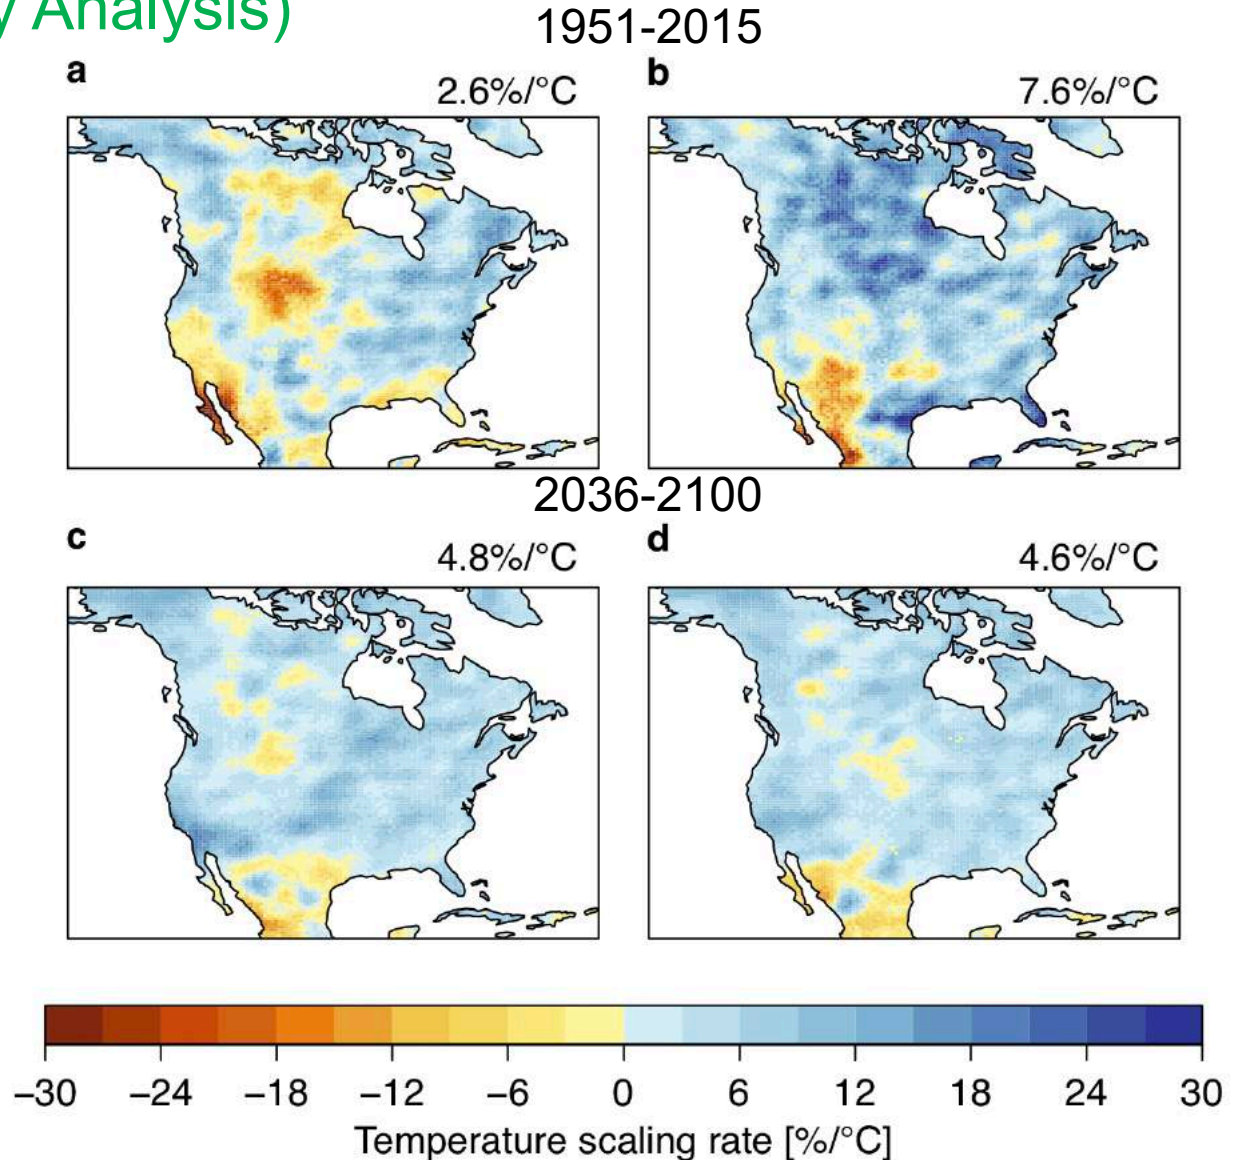 Analysis)
1951-2015
a
2.6%/°C
b
7.6%/°C
2036-2100
c
4.8%/°C
d
4.6%/°C
−30 −24 −18 −12 −6 0 6 12 18 24 30
Temperature scaling rate [%/°C]